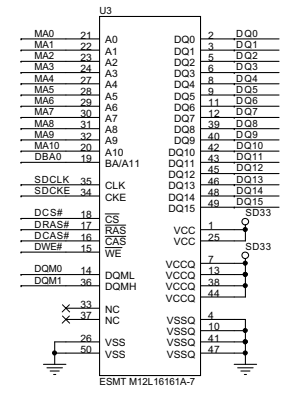 U3
MA0 21 A0 DQ0 2 DQ0
MA1 22 A1 DQ1 3 DQ1
MA2 23 A2 DQ2 5 DQ2
MA3 24 A3 DQ3 6 DQ3
MA4 27 A4 DQ4 8 DQ4
MA5 28 A5 DQ5 9 DQ5
MA6 29 A6 DQ6 11 DQ6
MA7 30 A7 DQ7 12 DQ7
MA8 31 A8 DQ8 39 DQ8
MA9 32 A9 DQ9 40 DQ9
MA10 20 A10 DQ10 42 DQ10
DBA0 19 BA/A11 DQ11 43 DQ11
DQ12 45 DQ12
SDCLK 35 CLK DQ13 46 DQ13
SDCKE 34 CKE DQ14 48 DQ14
DQ15 49 DQ15
SD33
DCS# 18 CS
DRAS# 17 RAS VCC 1
DCAS# 16 CAS VCC 25
DWE# 15 WE SD33
VCCQ 7
DQM0 14 DQML VCCQ 13
DQM1 36 DQMH VCCQ 38
VCCQ 44
33 NC
37 NC VSSQ 4
VSSQ 10
26 VSS VSSQ 41
50 VSS VSSQ 47
ESMT M12L16161A-7